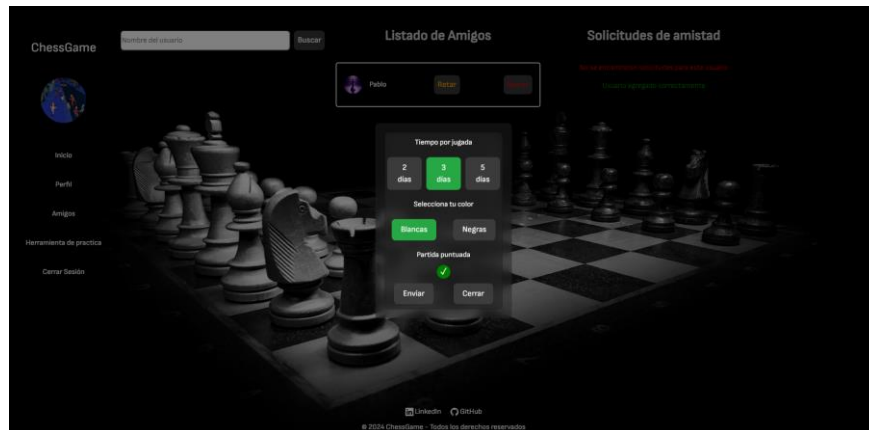 ChessGame
Nombre del usuario
Buscar
Listado de Amigos
Solicitudes de amistad
Pablo
Retar
Inicio
Perfil
Amigos
Herramienta de practica
Cerrar Sesión
Tiempo por jugada
2
días
3
días
5
días
Selecciona tu color
Blancas
Negras
Partida puntuada
Enviar
Cerrar
LinkedIn
GitHub
© 2024 ChessGame - Todos los derechos reservados